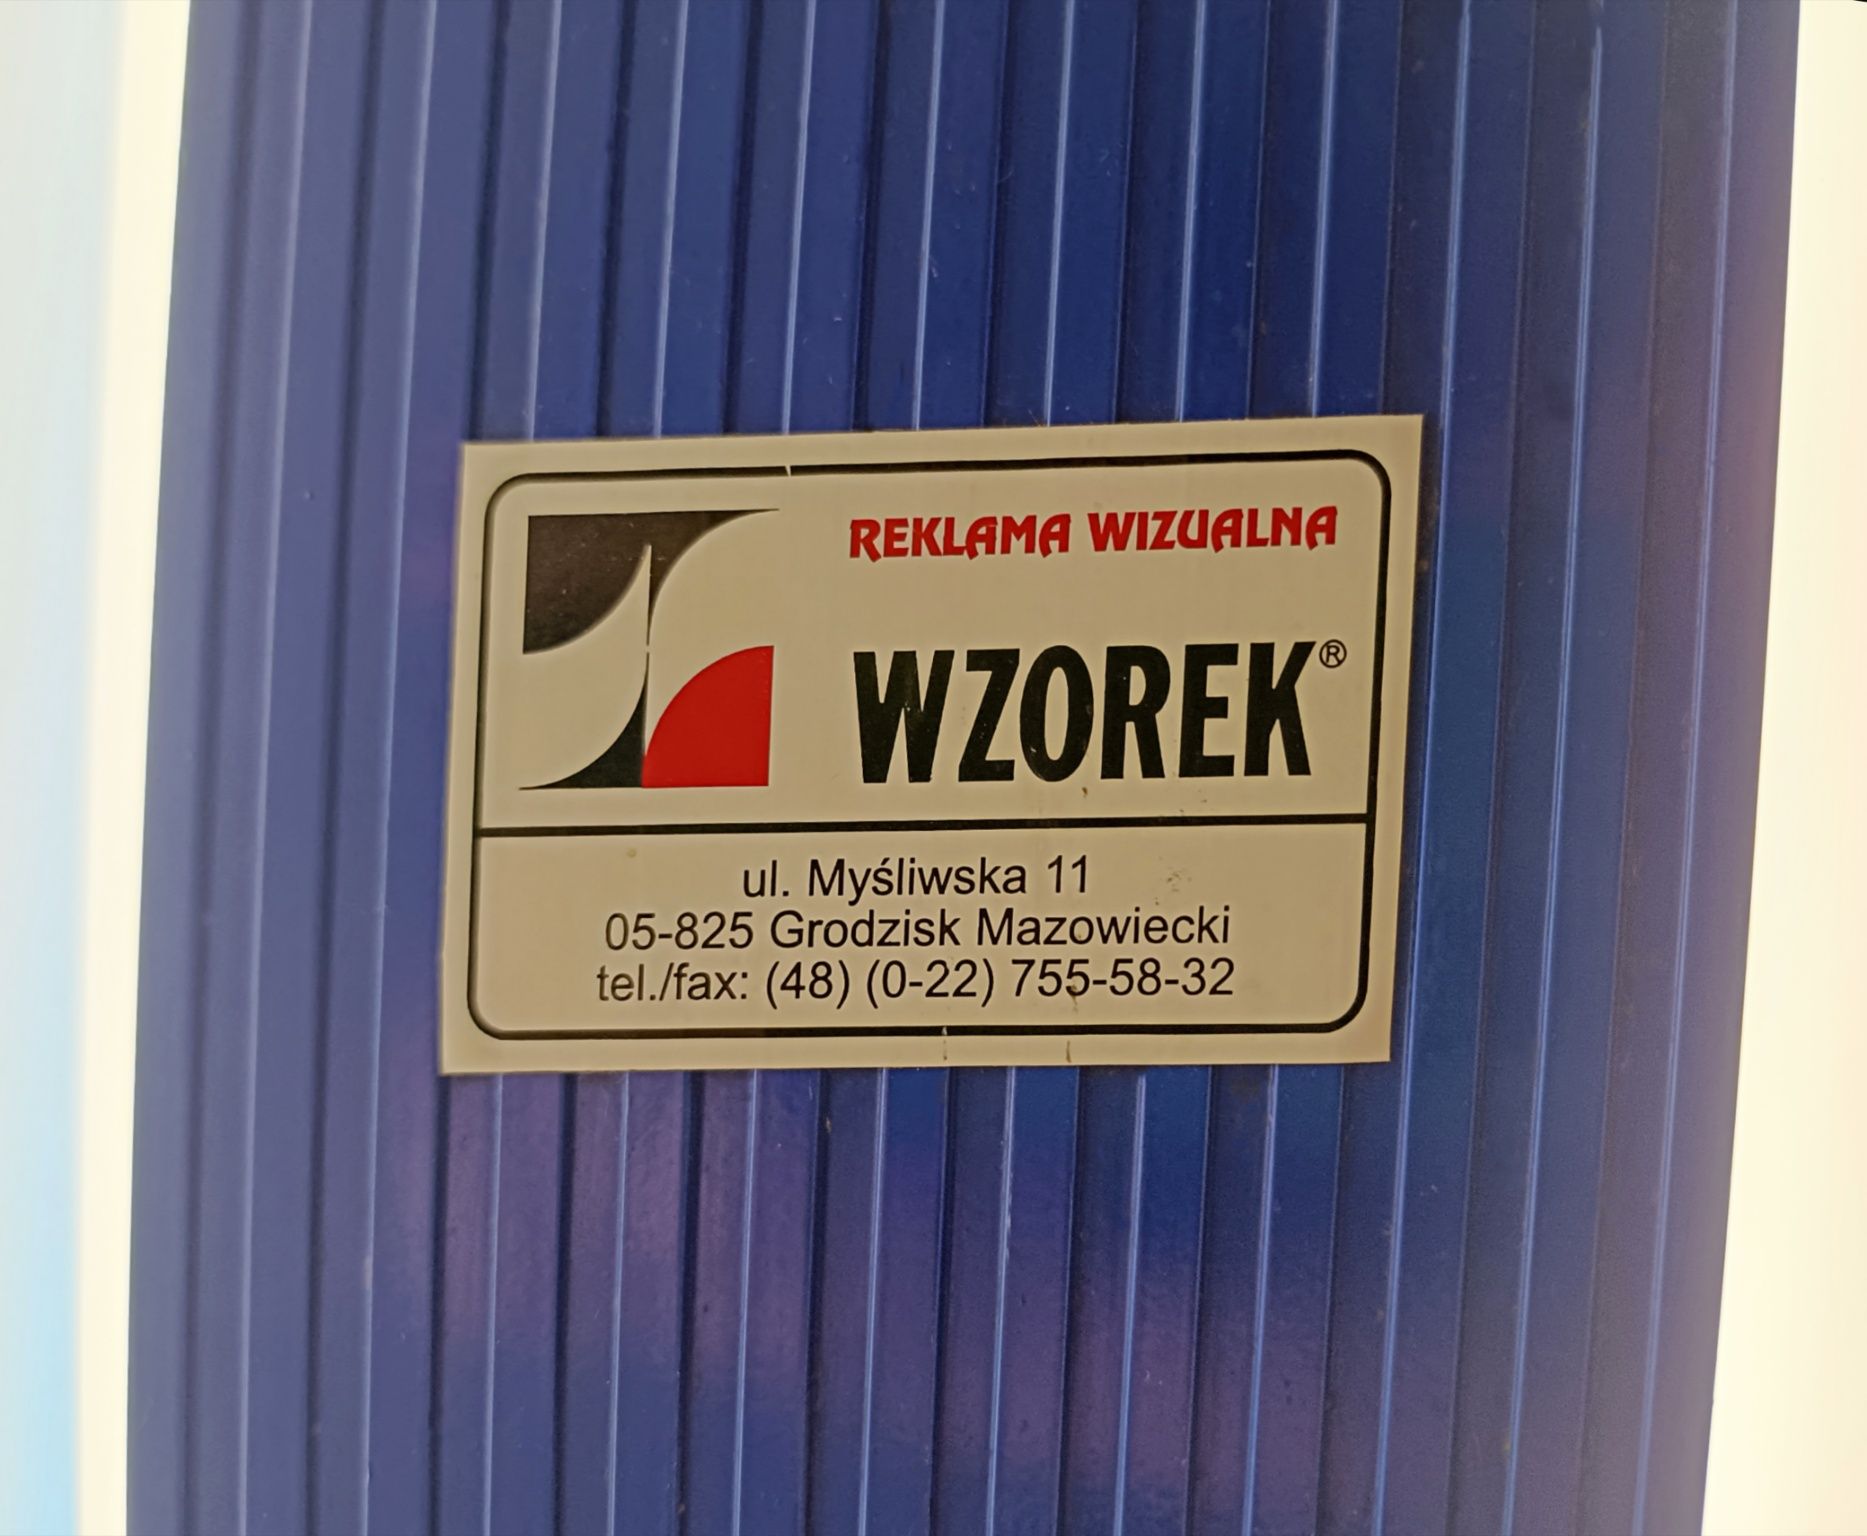 REKLAMA WIZUALNA
WZOREK®
ul. Myśliwska 11
05-825 Grodzisk Mazowiecki
tel./fax: (48) (0-22) 755-58-32